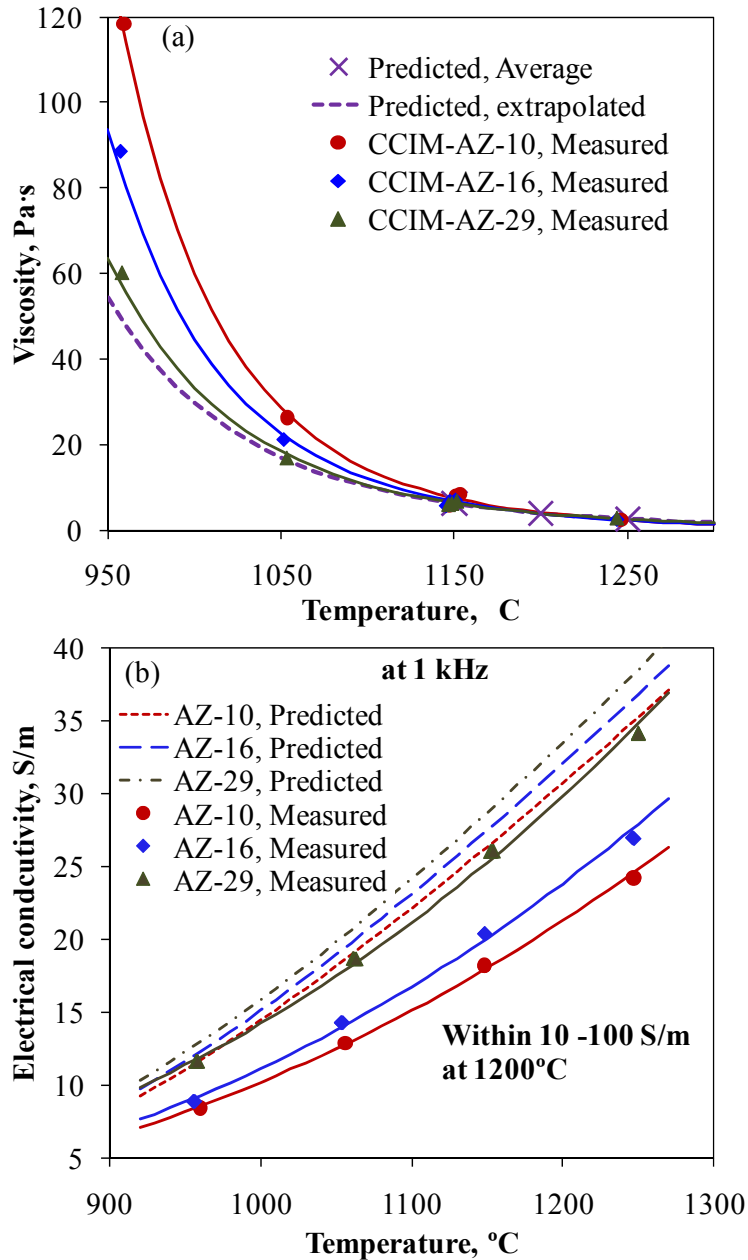 (a)
120
100
80
60
40
20
0
Viscosity, Pa·s
Predicted, Average
Predicted, extrapolated
CCIM-AZ-10, Measured
CCIM-AZ-16, Measured
CCIM-AZ-29, Measured
950
1050
1150
1250
Temperature, C
(b)
at 1 kHz
40
35
30
25
20
15
10
5
Electrical condcutivity, S/m
AZ-10, Predicted
AZ-16, Predicted
AZ-29, Predicted
AZ-10, Measured
AZ-16, Measured
AZ-29, Measured
Within 10 -100 S/m
at 1200ºC
900
1000
1100
1200
1300
Temperature, ºC